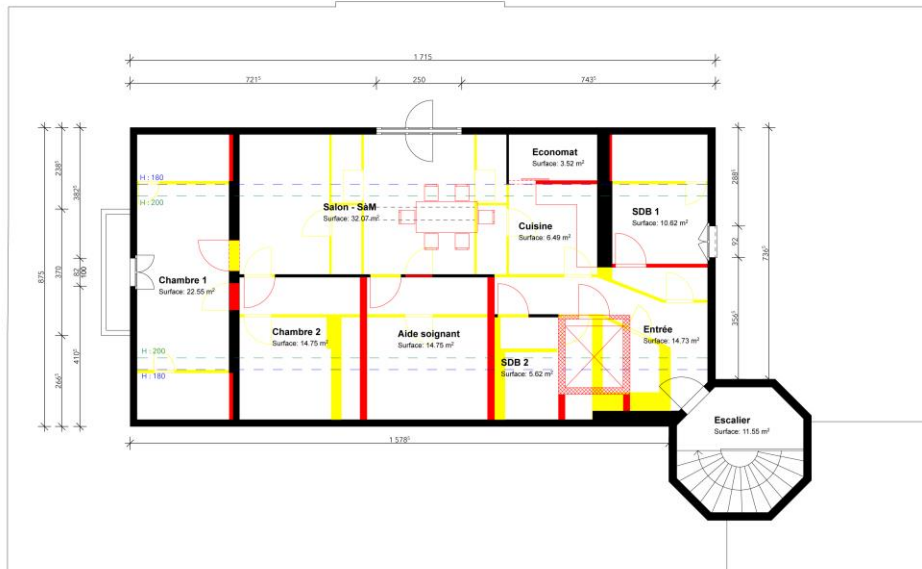 1 715
721⁵
250
743⁵
Economat
Surface: 3.52 m²
H : 180
H : 200
Salon - SàM
Surface: 32.07 m²
SDB 1
Surface: 10.62 m²
Cuisine
Surface: 6.49 m²
Chambre 1
Surface: 22.55 m²
Chambre 2
Surface: 14.75 m²
Aide soignant
Surface: 14.75 m²
Entrée
Surface: 14.73 m²
H : 200
H : 180
SDB 2
Surface: 5.62 m²
Escalier
Surface: 11.55 m²
1 578⁵
875
238⁵
370
266⁵
382⁵
82
100
410⁵
288⁵
92
356⁵
736⁵